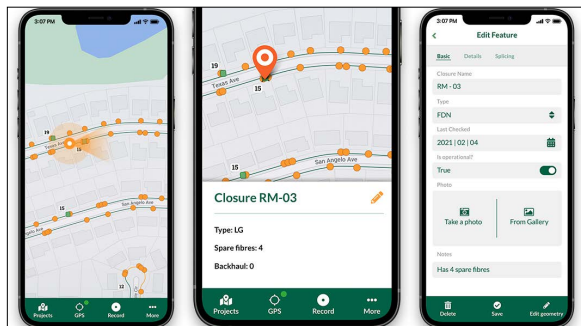 3:07 PM
19
Texas Ave
15
15
San Angelo Ave
12
Projects
GPS
Record
More
19
Texas Ave
15
15
San Angelo Ave
Closure RM-03
Type: LG
Spare fibres: 4
Backhaul: 0
Projects
GPS
Record
More
3:07 PM
Edit Feature
Basic
Details
Splicing
Closure Name
RM - 03
Type
FDN
Last Checked
2021 | 02 | 04
Is operational?
True
Photo
Take a photo
From Gallery
Notes
Has 4 spare fibres
Delete
Save
Edit geometry